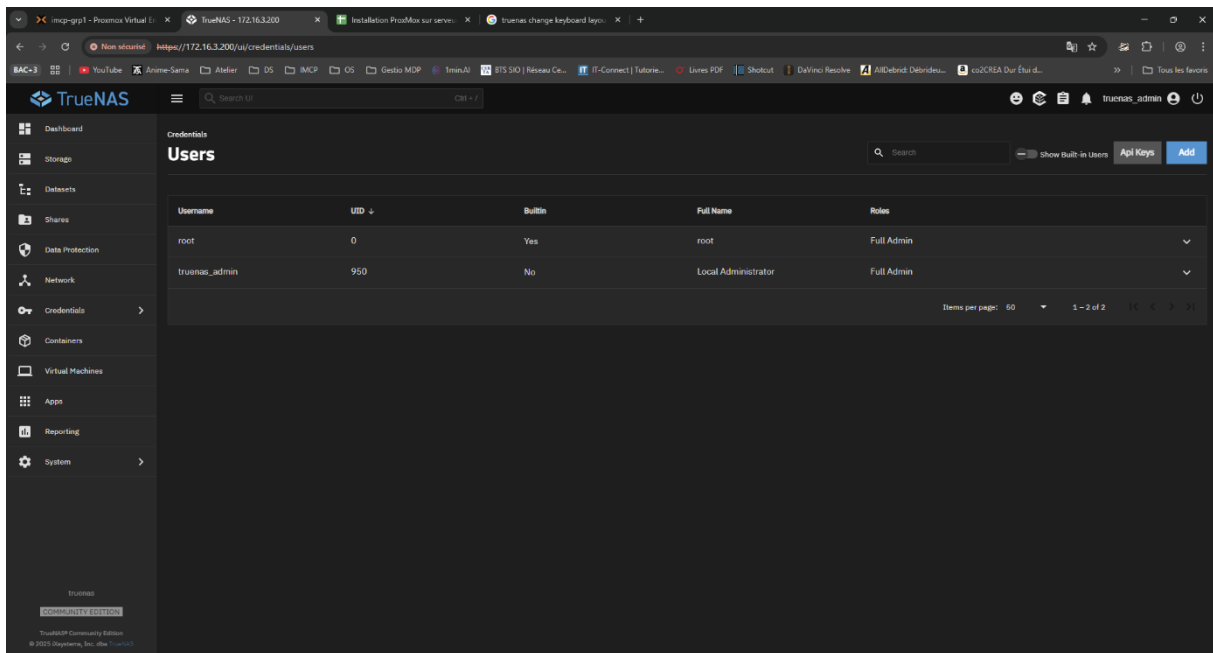 imcp-grp1 - Proxmox Virtual En
TrueNAS - 172.16.3.200
Installation ProxMox sur serveur
truenas change keyboard layou
Non sécurisé https://172.16.3.200/ui/credentials/users
BAC+3 YouTube Anime-Sama Atelier DS IMCP OS Gestio MDP 1min.AI BTS SIO | Réseau Ce... IT-Connect | Tutorie... Livres PDF Shotcut DaVinci Resolve AllDebrid: Débrideu... co2CREA Dur Étui d... » Tous les favoris
TrueNAS
Search UI Ctrl + /
truenas_admin
Dashboard
Storage
Datasets
Shares
Data Protection
Network
Credentials
Containers
Virtual Machines
Apps
Reporting
System
truenas
COMMUNITY EDITION
TrueNAS® Community Edition
© 2025 iXsystems, Inc. dba TrueNAS
Credentials
Users
Search
Show Built-in Users
Api Keys
Add
Username UID Builtin Full Name Roles
root 0 Yes root Full Admin
truenas_admin 950 No Local Administrator Full Admin
Items per page: 50 1 – 2 of 2